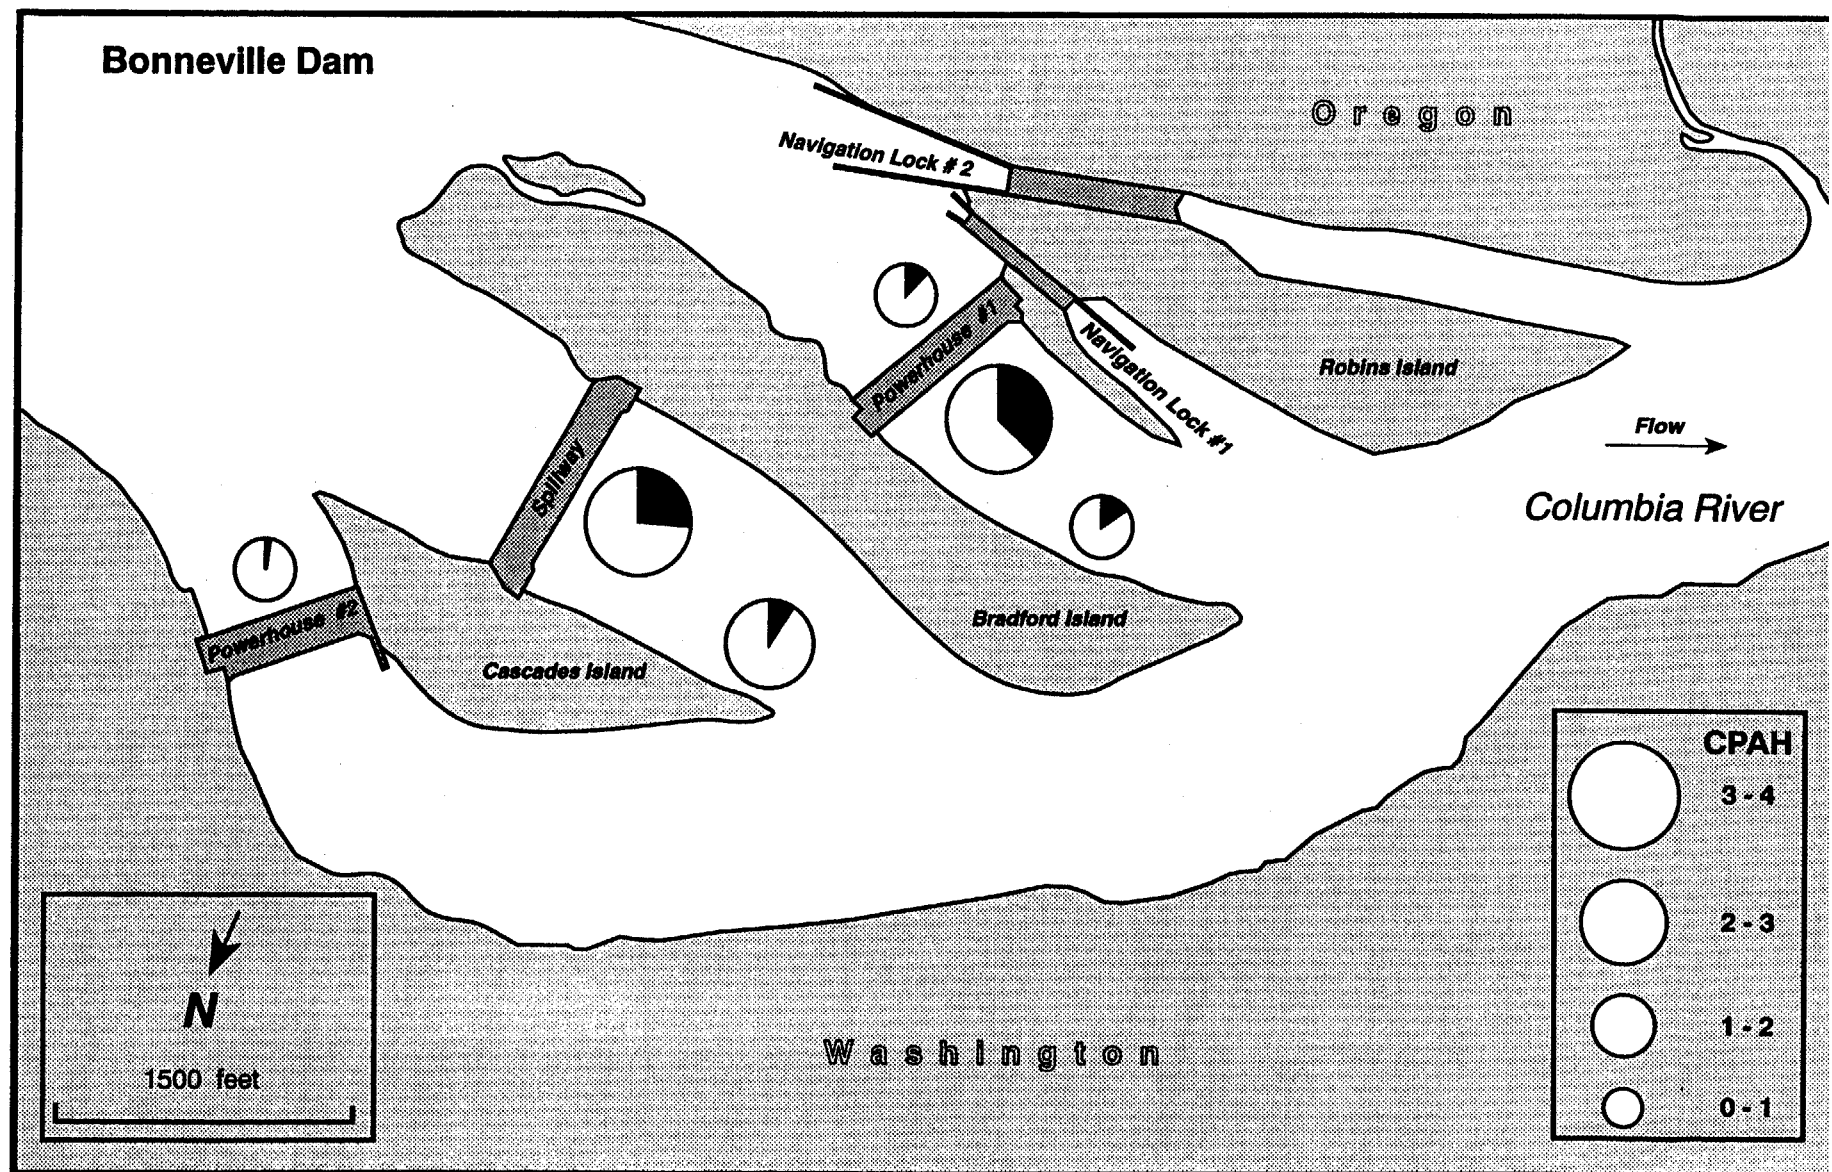 Bonneville Dam
Oregon
Navigation Lock # 2
Powerhouse #1
Navigation Lock #1
Robins Island
Flow
Columbia River
Spillway
Powerhouse #2
Cascades Island
Bradford Island
CPAH
3 - 4
2 - 3
1 - 2
0 - 1
N
1500 feet
Washington